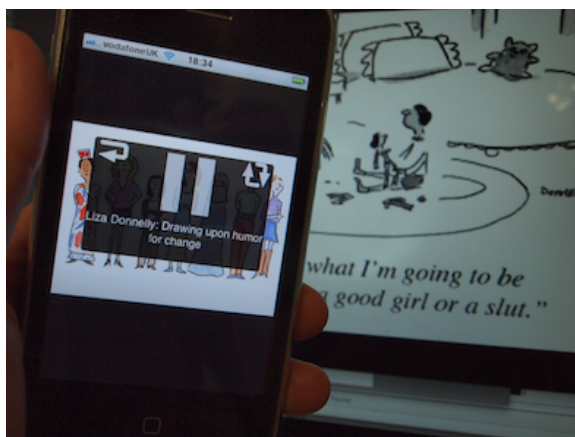 vodafone UK
18:34
Liza Donnelly: Drawing upon humor
for change
what I'm going to be
a good girl or a slut."